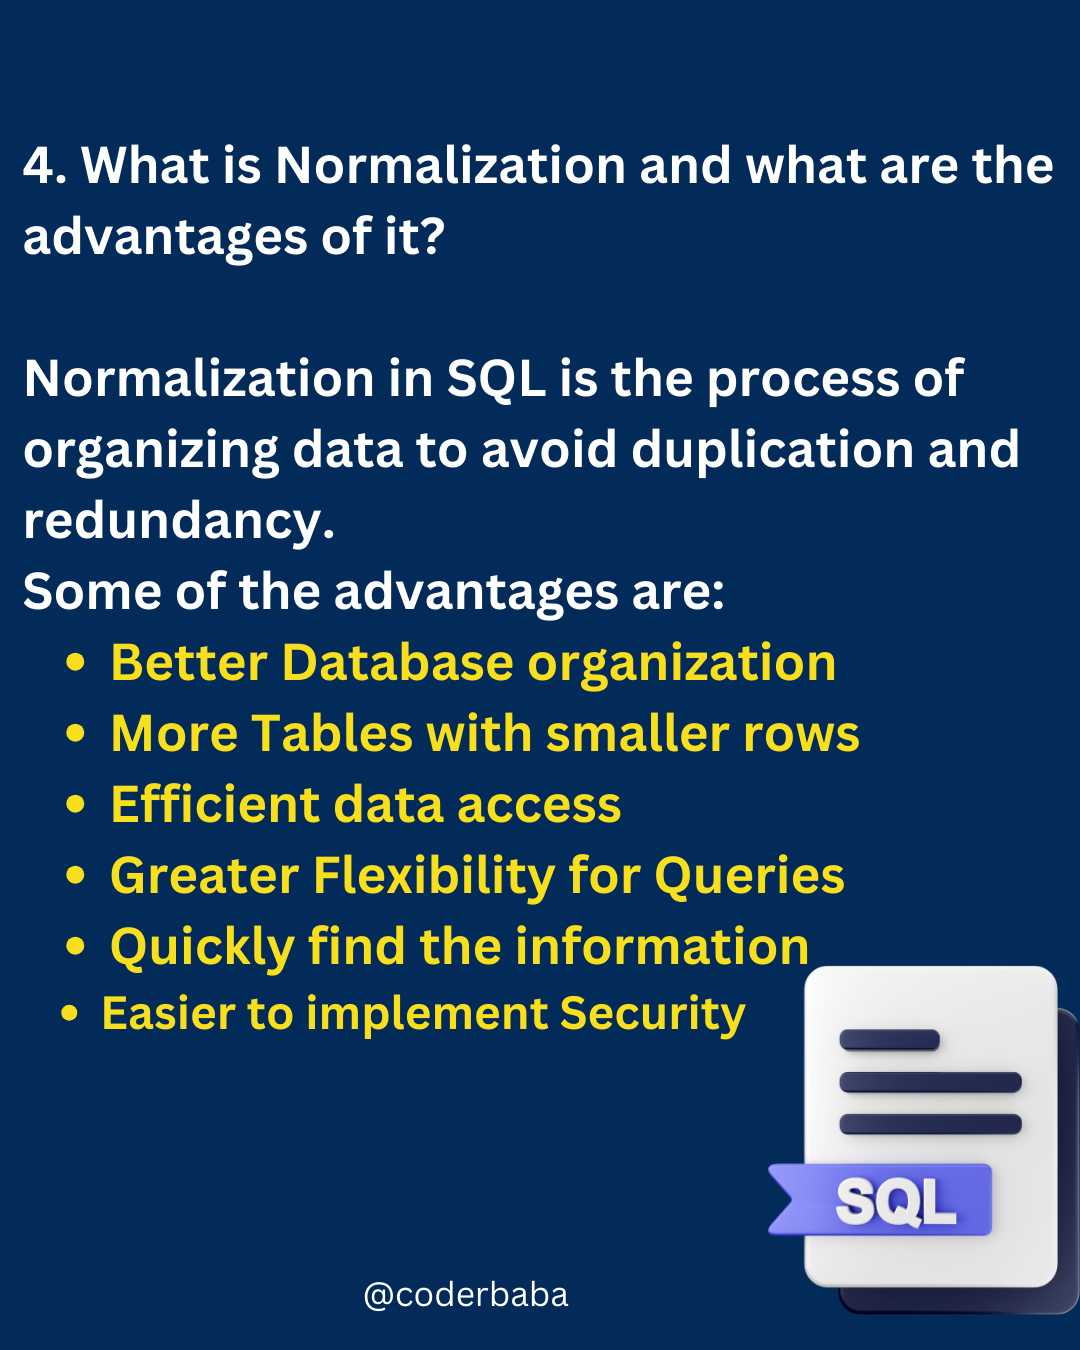 4. What is Normalization and what are the
advantages of it?
Normalization in SQL is the process of
organizing data to avoid duplication and
redundancy.
Some of the advantages are:
• Better Database organization
• More Tables with smaller rows
• Efficient data access
• Greater Flexibility for Queries
• Quickly find the information
• Easier to implement Security
SQL
@coderbaba